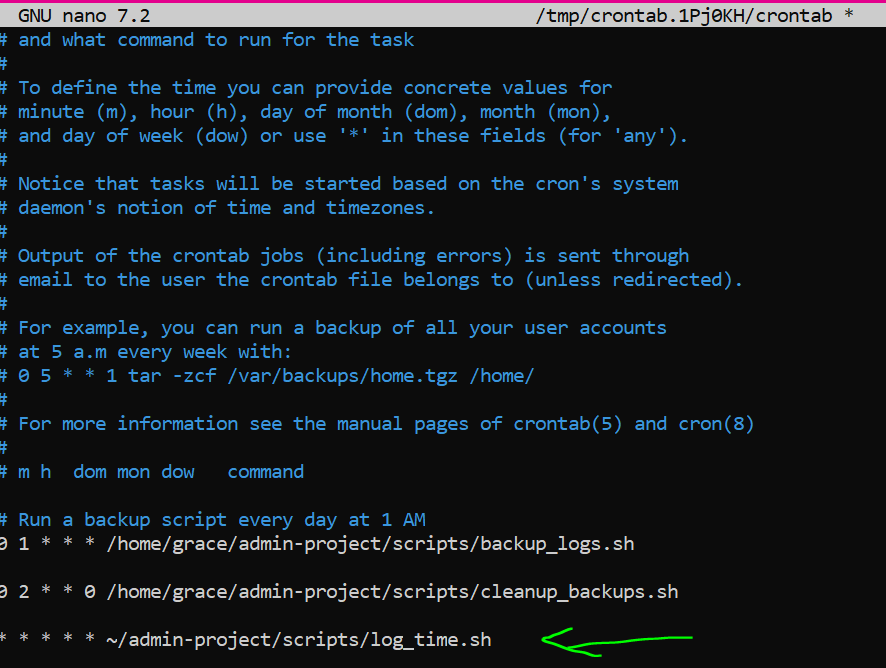 GNU nano 7.2 /tmp/crontab.1Pj0KH/crontab *
# and what command to run for the task
#
# To define the time you can provide concrete values for
# minute (m), hour (h), day of month (dom), month (mon),
# and day of week (dow) or use '*' in these fields (for 'any').
#
# Notice that tasks will be started based on the cron's system
# daemon's notion of time and timezones.
#
# Output of the crontab jobs (including errors) is sent through
# email to the user the crontab file belongs to (unless redirected).
#
# For example, you can run a backup of all your user accounts
# at 5 a.m every week with:
# 0 5 * * 1 tar -zcf /var/backups/home.tgz /home/
#
# For more information see the manual pages of crontab(5) and cron(8)
#
# m h  dom mon dow   command
# Run a backup script every day at 1 AM
0 1 * * * /home/grace/admin-project/scripts/backup_logs.sh
0 2 * * 0 /home/grace/admin-project/scripts/cleanup_backups.sh
* * * * * ~/admin-project/scripts/log_time.sh